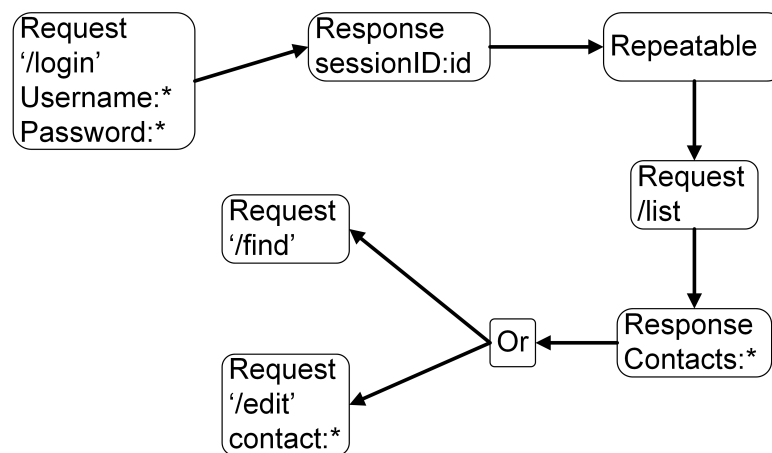 Request
‘/login’
Username:*
Password:*
Response
sessionID:id
Repeatable
Request
/list
Response
Contacts:*
Or
Request
‘/find’
Request
‘/edit’
contact:*